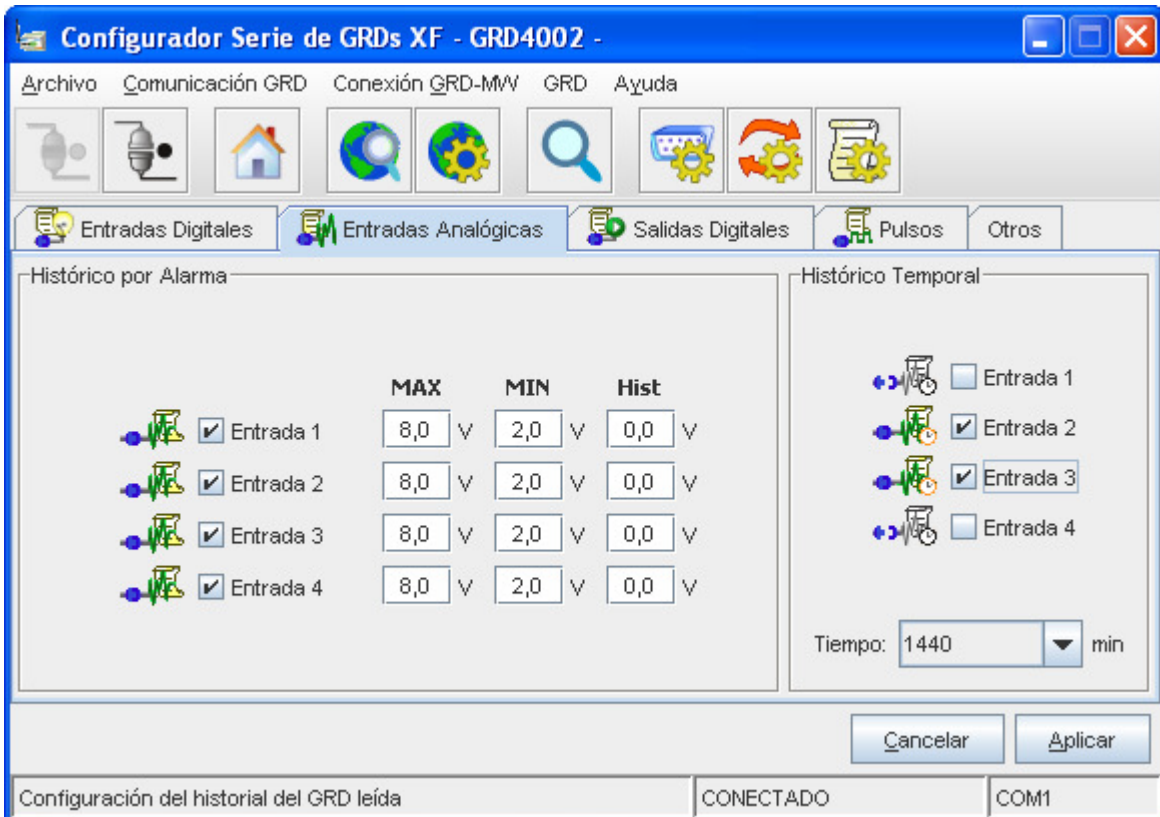 Configurador Serie de GRDs XF - GRD4002 -
Archivo Comunicación GRD Conexión GRD-MW GRD Ayuda
Entradas Digitales Entradas Analógicas Salidas Digitales Pulsos Otros
Histórico por Alarma
MAX MIN Hist
Entrada 1 8,0 V 2,0 V 0,0 V
Entrada 2 8,0 V 2,0 V 0,0 V
Entrada 3 8,0 V 2,0 V 0,0 V
Entrada 4 8,0 V 2,0 V 0,0 V
Histórico Temporal
Entrada 1
Entrada 2
Entrada 3
Entrada 4
Tiempo: 1440 min
Cancelar Aplicar
Configuración del historial del GRD leída CONECTADO COM1